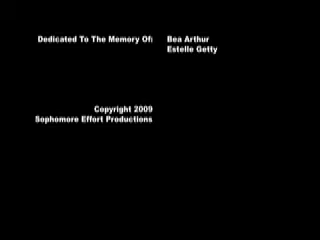 Dedicated To The Memory Of: Bea Arthur
Estelle Getty
Copyright 2009
Sophomore Effort Productions